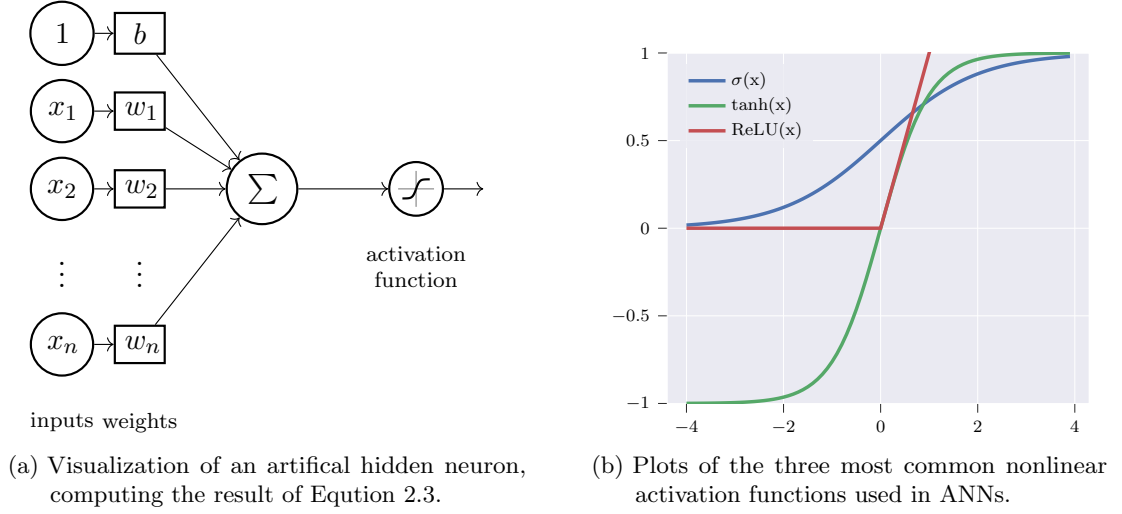 1 b
x₁ w₁
x₂ w₂
Σ
⋮ ⋮
xₙ wₙ
activation
function
inputs weights
(a) Visualization of an artifical hidden neuron,
computing the result of Eqution 2.3.
σ(x)
tanh(x)
ReLU(x)
1
0.5
0
−0.5
−1
−4 −2 0 2 4
(b) Plots of the three most common nonlinear
activation functions used in ANNs.